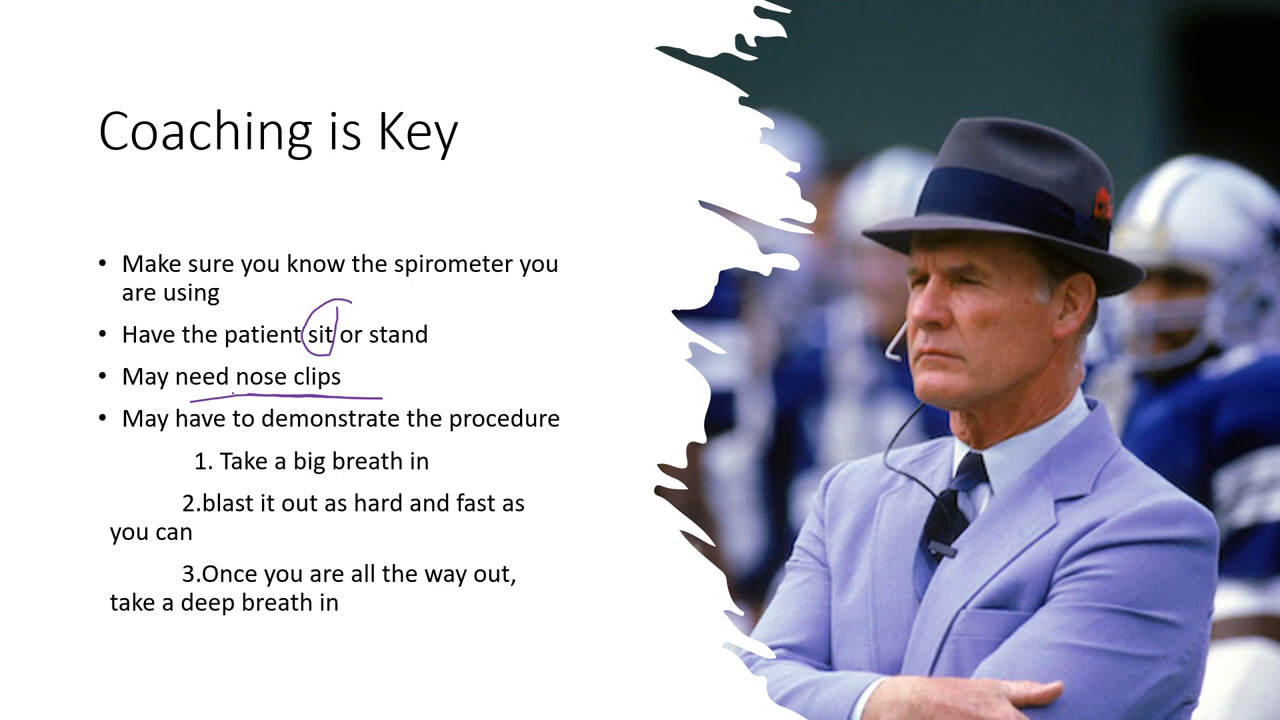 Coaching is Key
• Make sure you know the spirometer you
are using
• Have the patient sit or stand
• May need nose clips
• May have to demonstrate the procedure
1. Take a big breath in
2.blast it out as hard and fast as
you can
3.Once you are all the way out,
take a deep breath in